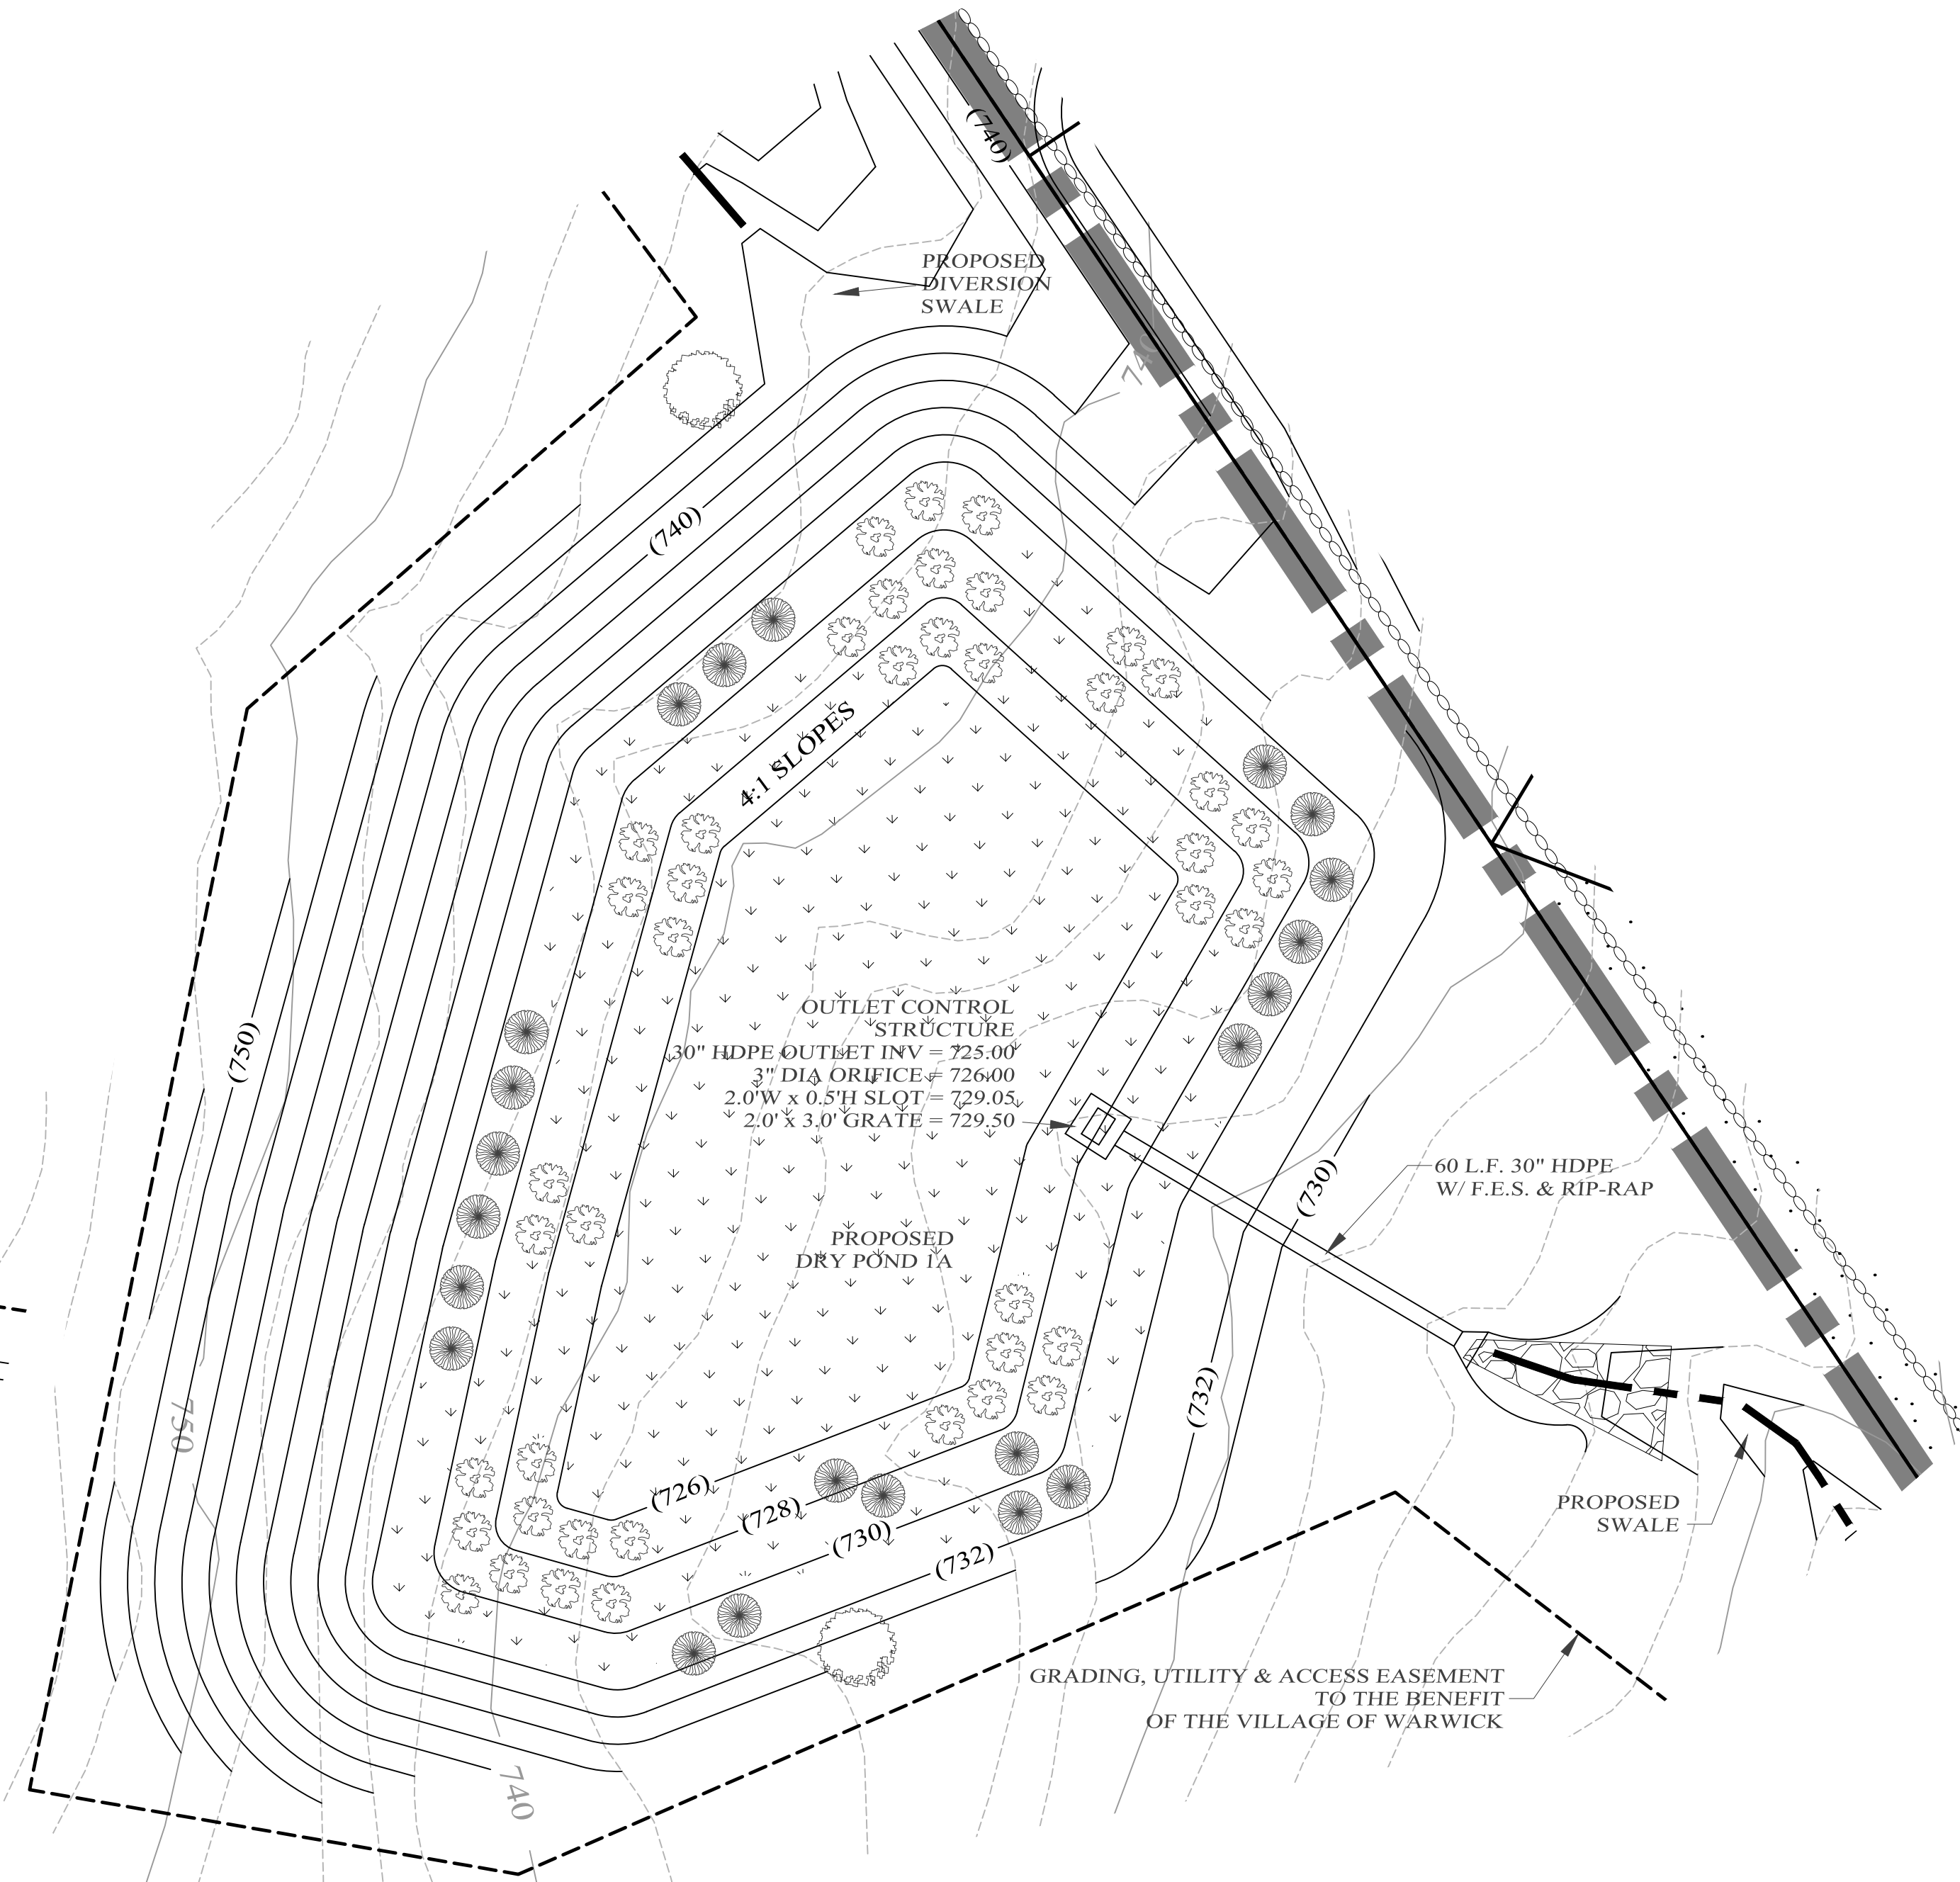 (740)
PROPOSED
DIVERSION
SWALE
740
(740)
4:1 SLOPES
OUTLET CONTROL
STRUCTURE
30" HDPE OUTLET INV = 725.00
3" DIA ORIFICE = 726.00
2.0'W x 0.5'H SLOT = 729.05
2.0' x 3.0' GRATE = 729.50
(750)
60 L.F. 30" HDPE
W/ F.E.S. & RIP-RAP
(730)
PROPOSED
DRY POND 1A
(732)
750
(726)
(728)
(730)
(732)
PROPOSED
SWALE
GRADING, UTILITY & ACCESS EASEMENT
TO THE BENEFIT
OF THE VILLAGE OF WARWICK
740